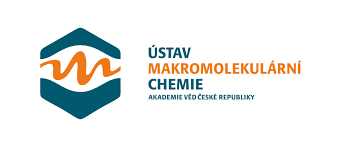 ÚSTAV
MAKROMOLEKULÁRNÍ
CHEMIE
AKADEMIE VĚD ČESKÉ REPUBLIKY